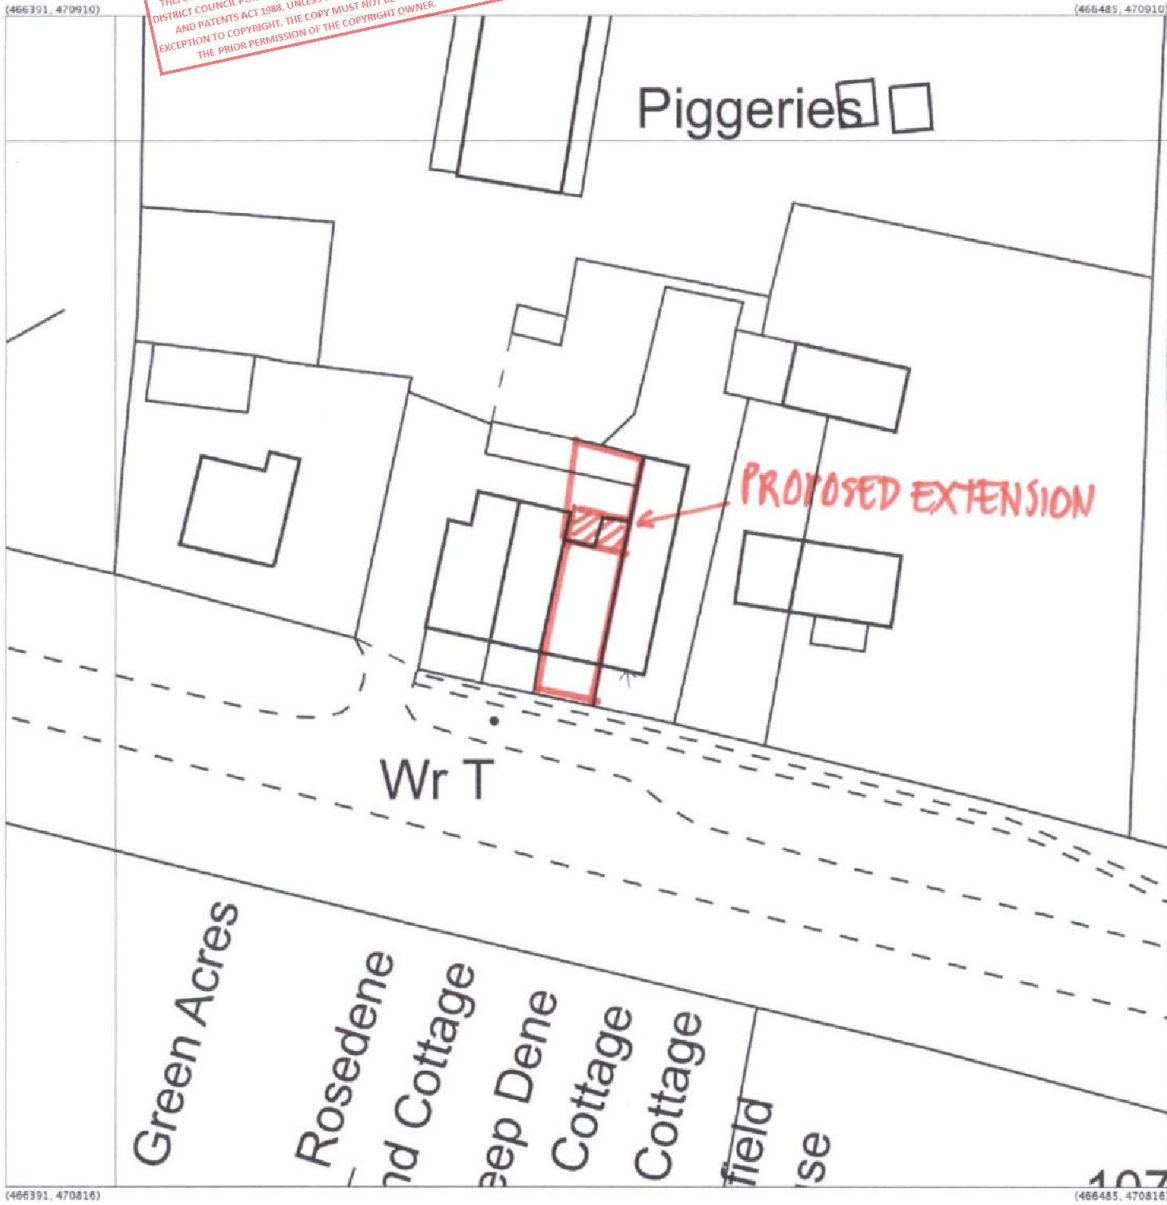 (466391, 470910)
(466485, 470910)
DISTRICT COUNCIL
AND PATENTS ACT 1988. UNLESS
EXCEPTION TO COPYRIGHT. THE COPY MUST NOT BE
THE PRIOR PERMISSION OF THE COPYRIGHT OWNER.
Piggeries
PROPOSED EXTENSION
Wr T
Green Acres
Rosedene
nd Cottage
eep Dene
Cottage
Cottage
field
se
(466391, 470816)
(466485, 470816)